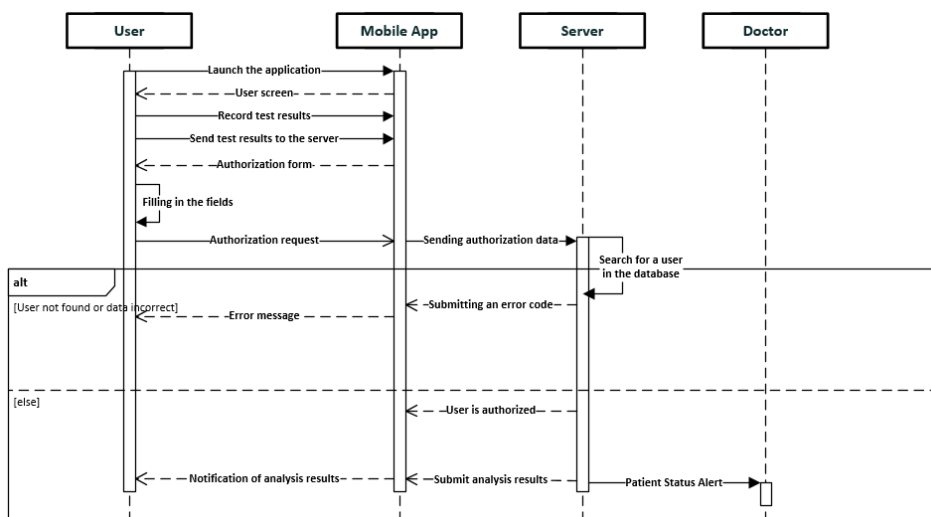 User
Mobile App
Server
Doctor
Launch the application
User screen
Record test results
Send test results to the server
Authorization form
Filling in the fields
Authorization request
Sending authorization data
Search for a user
in the database
alt
[User not found or data incorrect]
Submitting an error code
Error message
[else]
User is authorized
Notification of analysis results
Submit analysis results
Patient Status Alert